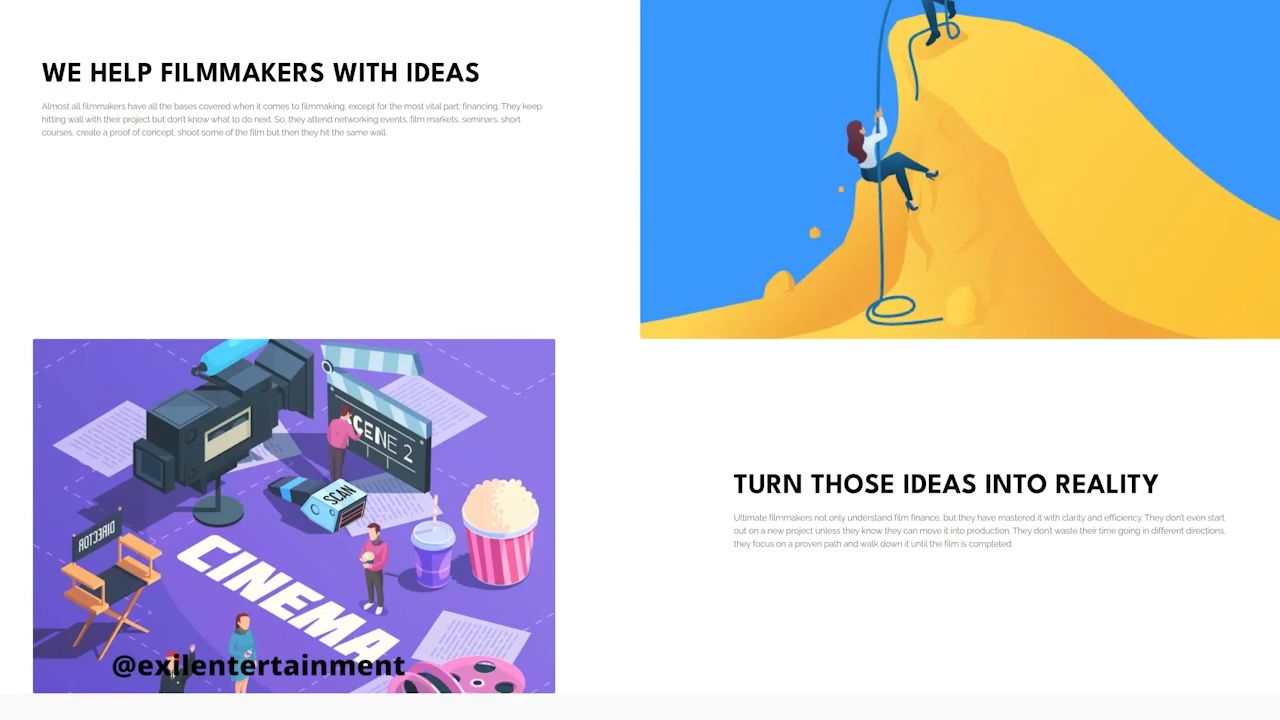 WE HELP FILMMAKERS WITH IDEAS
Almost all filmmakers have all the bases covered when it comes to filmmaking, except for the most vital part: financing. They keep
hitting wall with their project but don't know what to do next. So, they attend networking events, film markets, seminars, short
courses, create a proof of concept, shoot some of the film but then they hit the same wall.
SCENE 2
SCAN
DIRECTOR
CINEMA
@exilentertainment
TURN THOSE IDEAS INTO REALITY
Ultimate filmmakers not only understand film finance, but they have mastered it with clarity and efficiency. They don't even start
out on a new project unless they know they can move it into production. They don't waste their time going in different directions,
they focus on a proven path and walk down it until the film is completed.